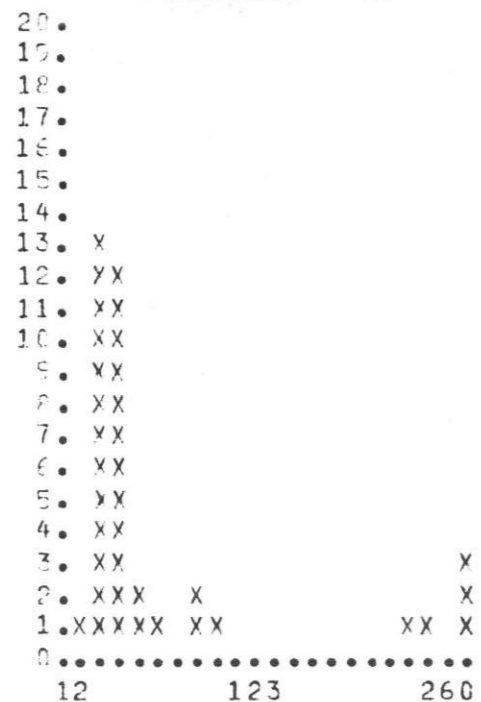 20.
19.
18.
17.
16.
15.
14.
13. X
12. XX
11. XX
10. XX
9. XX
8. XX
7. XX
6. XX
5. XX
4. XX
3. XX X
2. XXX X X
1.XXXXX XX XX X
0......................
12 123 260